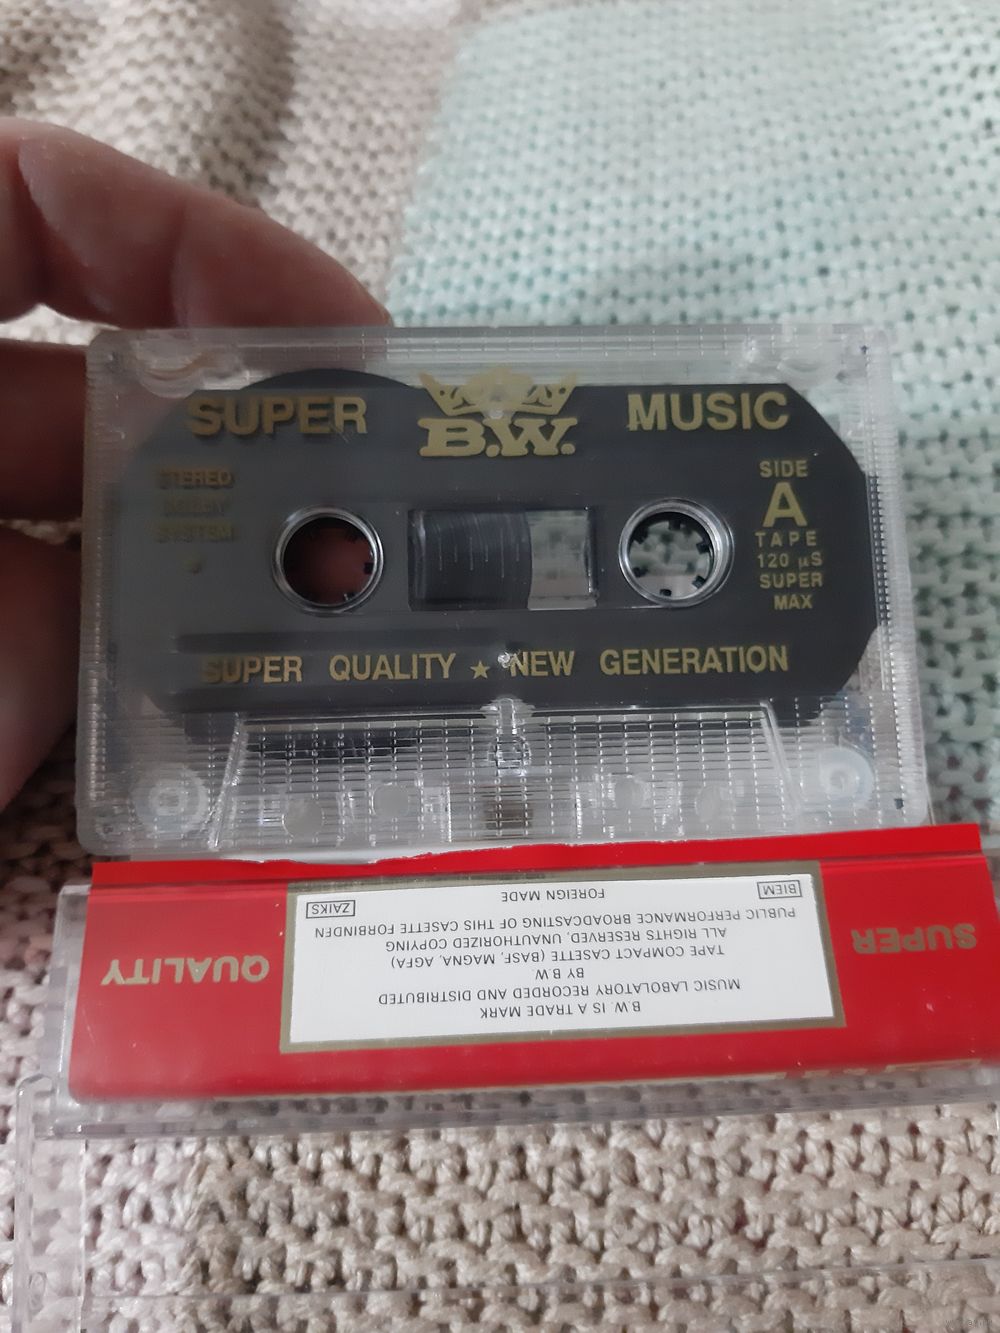 SUPER B.W. MUSIC
STEREO
SYSTEM
SIDE
A
TAPE
120 µS
SUPER
MAX
SUPER QUALITY ★ NEW GENERATION
SUPER
QUALITY
B.W. IS A TRADE MARK
MUSIC LABOLATORY RECORDED AND DISTRIBUTED
BY B.W
TAPE COMPACT CASETTE (BASF, MAGNA, AGFA)
ALL RIGHTS RESERVED, UNAUTHORIZED COPYING
PUBLIC PERFORMANCE BROADCASTING OF THIS CASETTE FORBINDEN
BIEM FOREIGN MADE ZAIKS